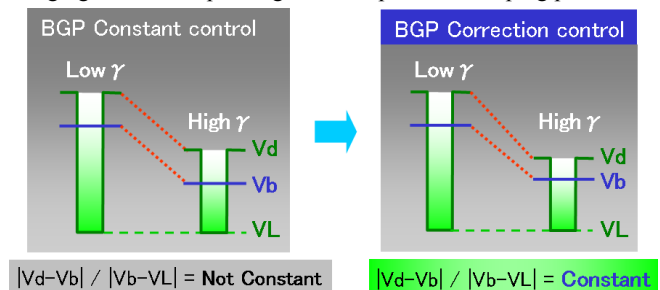 BGP Constant control
Low γ
High γ
Vd
Vb
VL
|Vd-Vb| / |Vb-VL| = Not Constant
BGP Correction control
Low γ
High γ
Vd
Vb
VL
|Vd-Vb| / |Vb-VL| = Constant